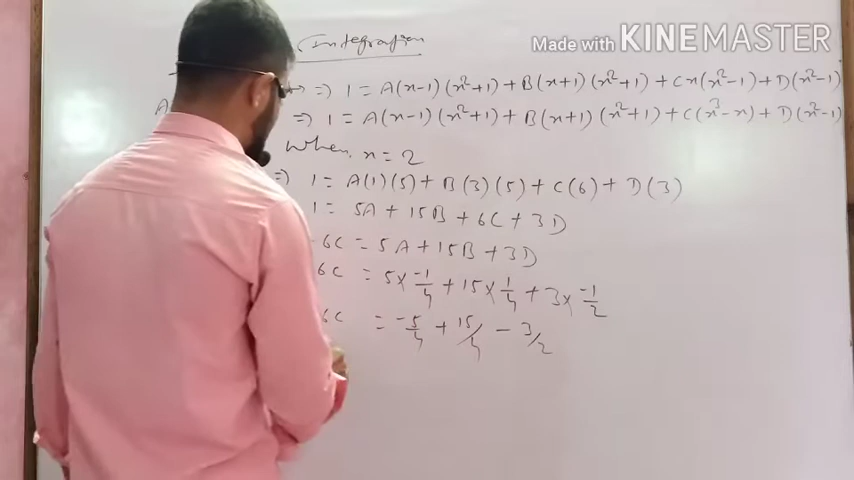 Integration
Made with KINEMASTER
⇒ 1 = A(x-1)(x²+1) + B(x+1)(x²+1) + Cx(x²-1) + D(x²-1)
⇒ 1 = A(x-1)(x²+1) + B(x+1)(x²+1) + C(x³-x) + D(x²-1)
When, x = 2
⇒ 1 = A(1)(5) + B(3)(5) + C(6) + D(3)
1 = 5A + 15B + 6C + 3D
6C = 5A + 15B + 3D
6C = 5×-1/4 + 15×1/4 + 3×-1/2
6C = -5/4 + 15/4 - 3/2